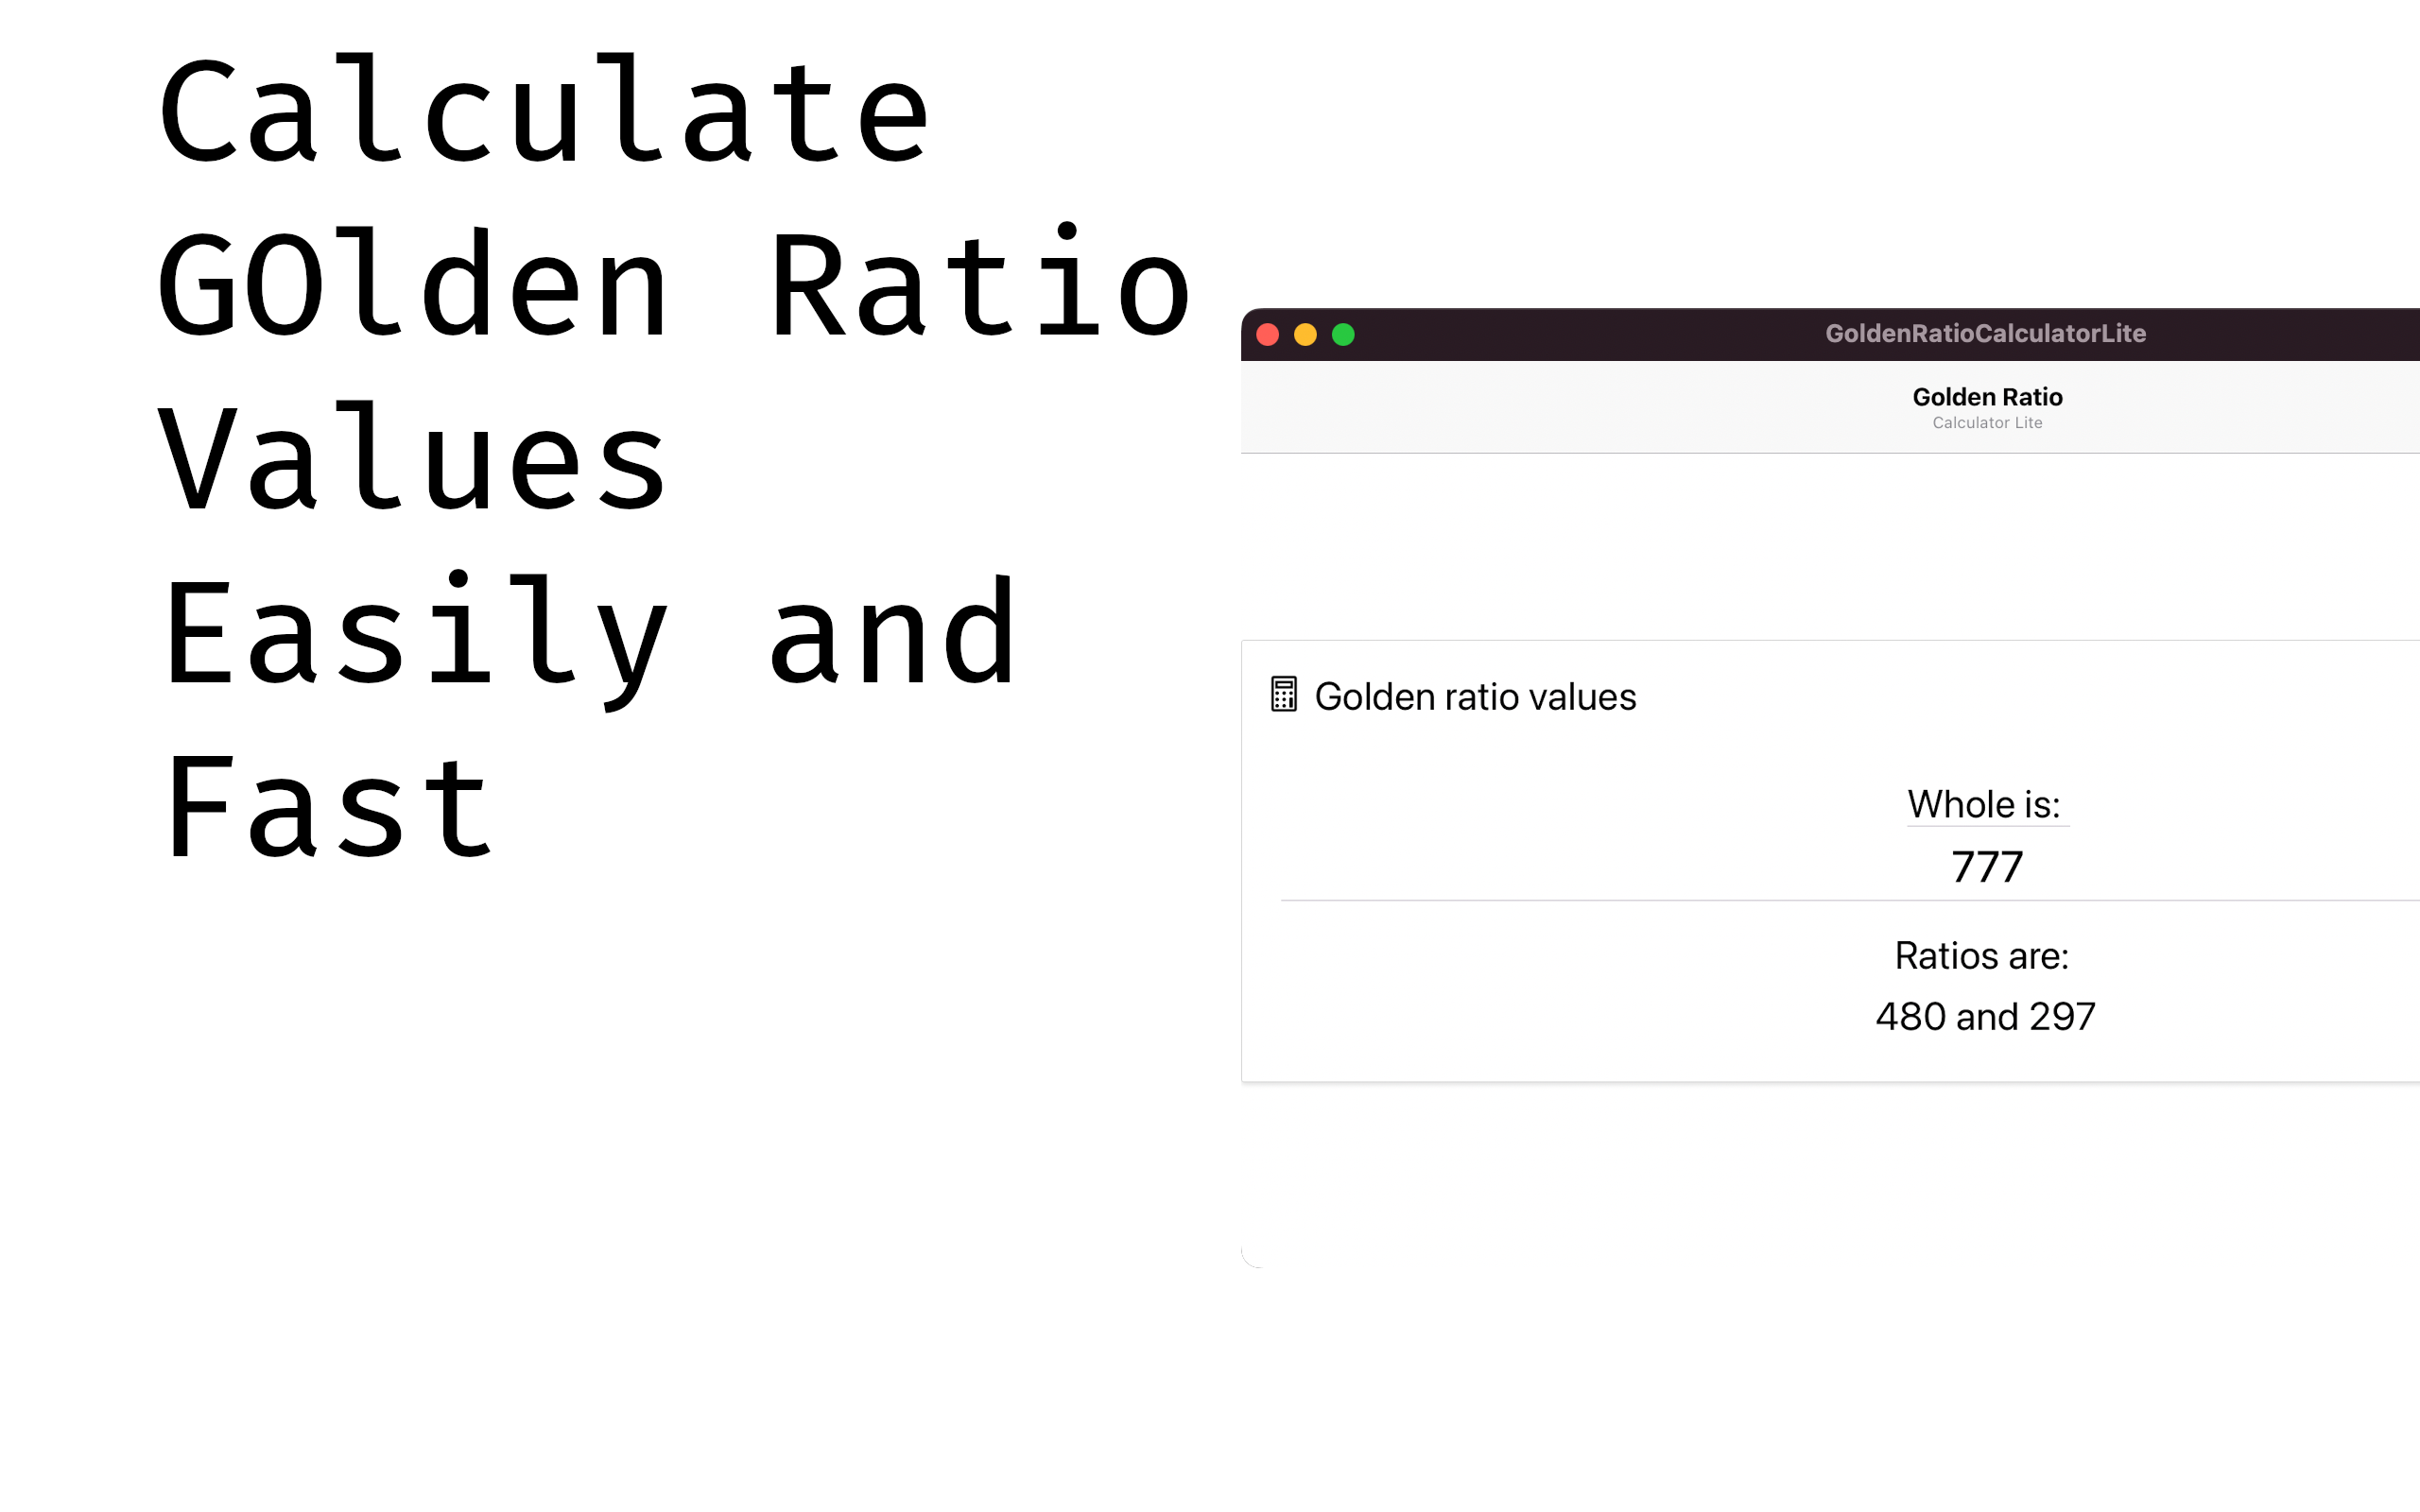 Calculate
GOlden Ratio
Values
Easily and
Fast
GoldenRatioCalculatorLite
Golden Ratio
Calculator Lite
Golden ratio values
Whole is:
777
Ratios are:
480 and 297